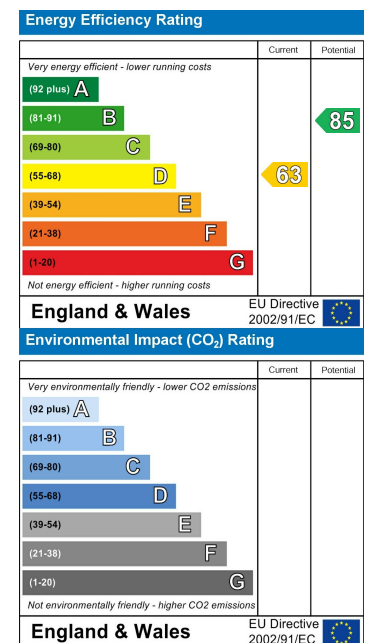 Energy Efficiency Rating
Current Potential
Very energy efficient - lower running costs
(92 plus) A
(81-91) B
85
(69-80) C
(55-68) D
63
(39-54) E
(21-38) F
(1-20) G
Not energy efficient - higher running costs
England & Wales
EU Directive
2002/91/EC
Environmental Impact (CO₂) Rating
Current Potential
Very environmentally friendly - lower CO2 emissions
(92 plus) A
(81-91) B
(69-80) C
(55-68) D
(39-54) E
(21-38) F
(1-20) G
Not environmentally friendly - higher CO2 emissions
England & Wales
EU Directive
2002/91/EC